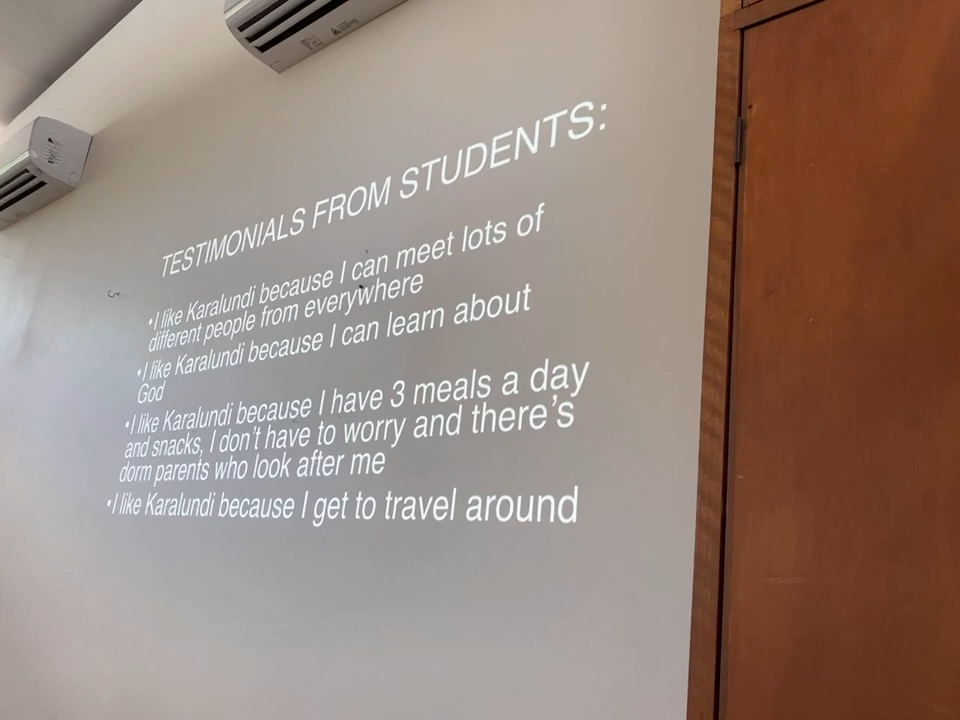 TESTIMONIALS FROM STUDENTS:
•I like Karalundi because I can meet lots of
different people from everywhere
•I like Karalundi because I can learn about
God
•I like Karalundi because I have 3 meals a day
and snacks, I don't have to worry and there's
dorm parents who look after me
•I like Karalundi because I get to travel around